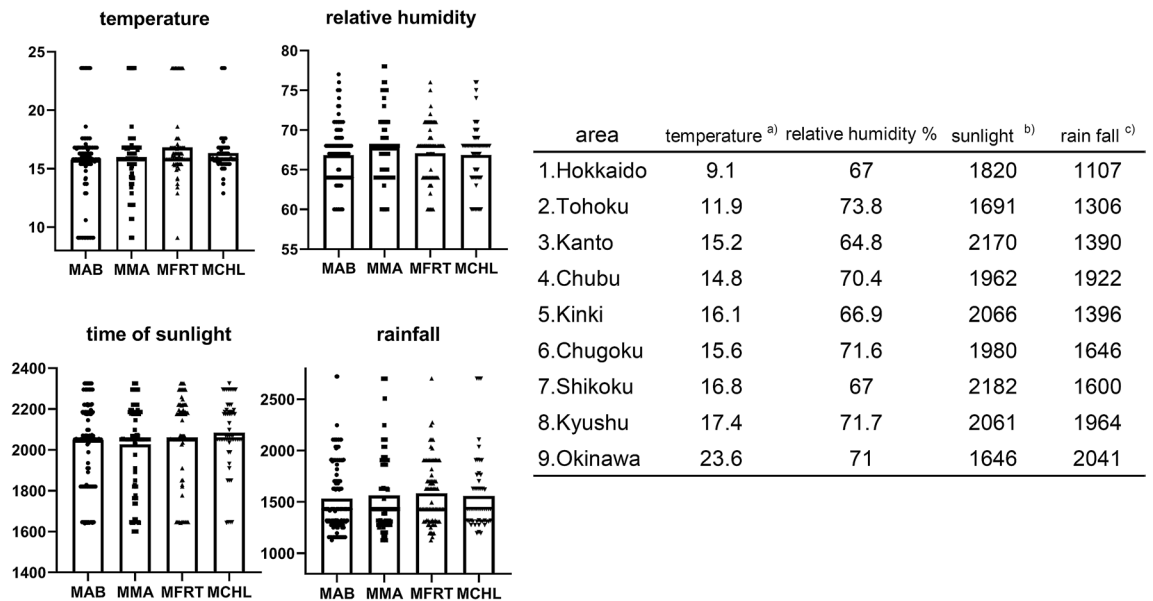 temperature
25
20
15
10
MAB MMA MFRT MCHL
relative humidity
80
75
70
65
60
55
MAB MMA MFRT MCHL
time of sunlight
2400
2200
2000
1800
1600
1400
MAB MMA MFRT MCHL
rainfall
2500
2000
1500
1000
MAB MMA MFRT MCHL
area temperature a) relative humidity % sunlight b) rain fall c)
1.Hokkaido 9.1 67 1820 1107
2.Tohoku 11.9 73.8 1691 1306
3.Kanto 15.2 64.8 2170 1390
4.Chubu 14.8 70.4 1962 1922
5.Kinki 16.1 66.9 2066 1396
6.Chugoku 15.6 71.6 1980 1646
7.Shikoku 16.8 67 2182 1600
8.Kyushu 17.4 71.7 2061 1964
9.Okinawa 23.6 71 1646 2041